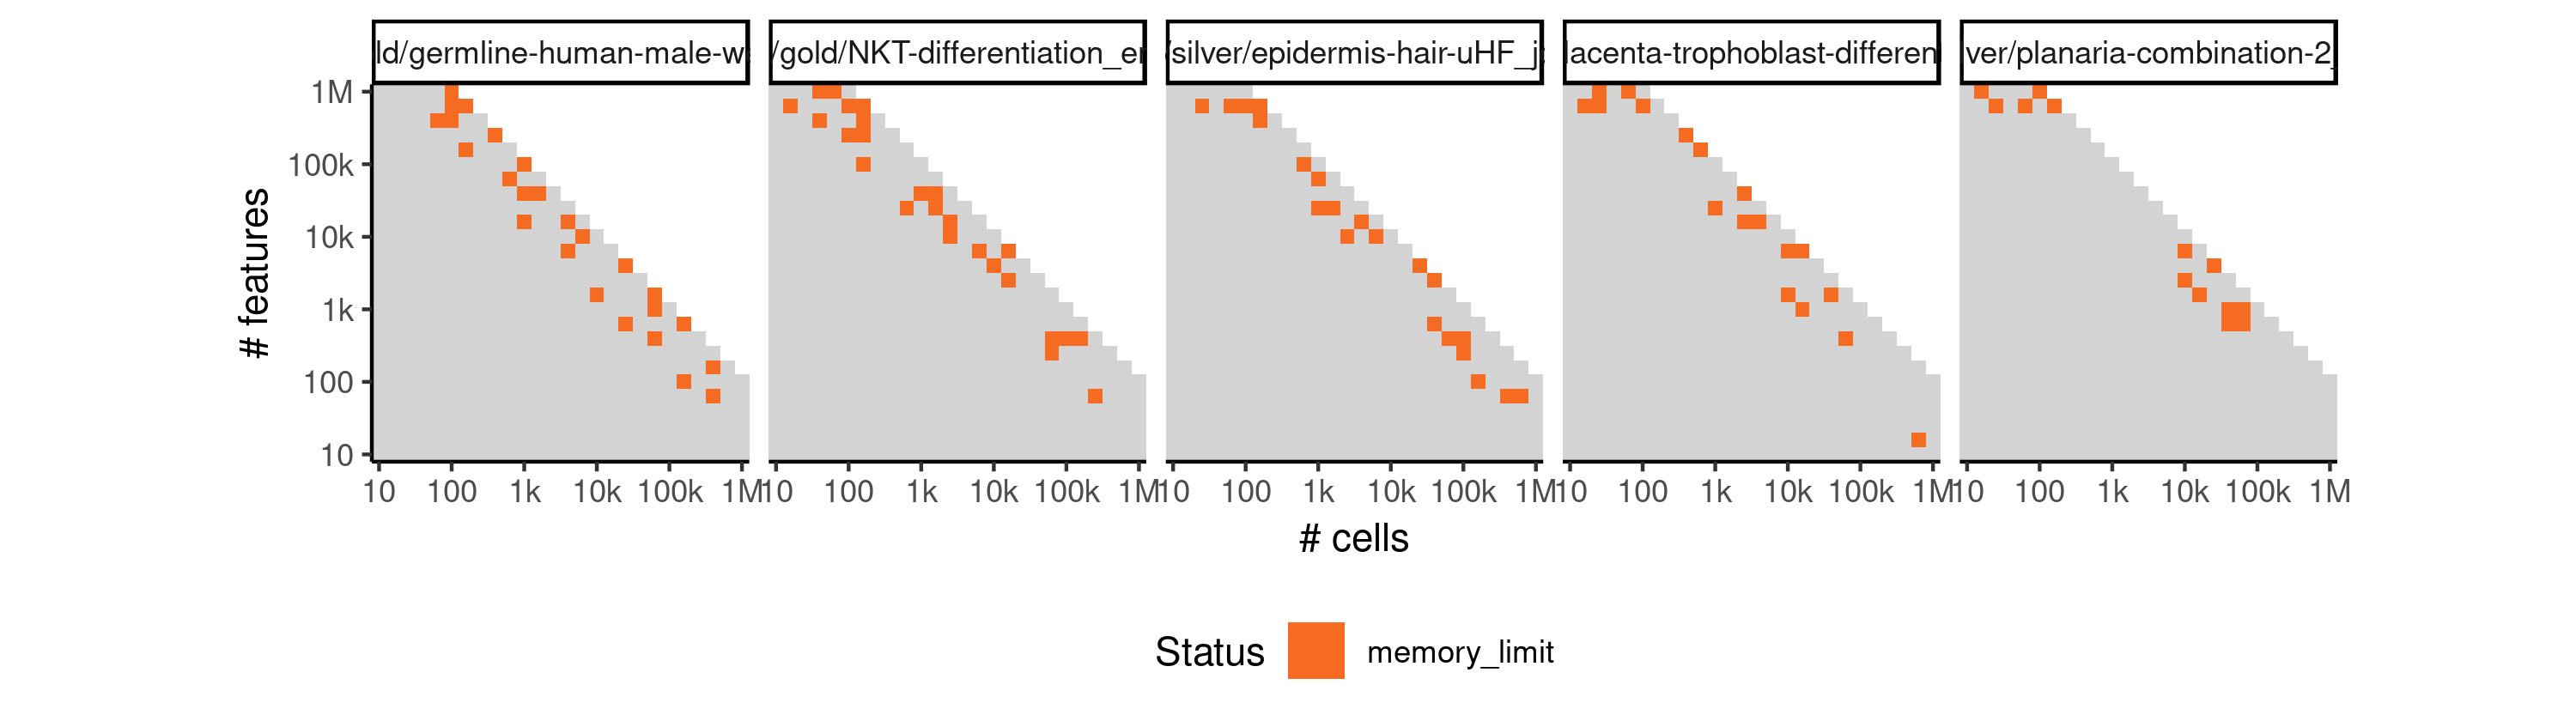 ld/germline-human-male-w
/gold/NKT-differentiation_e
/silver/epidermis-hair-uHF_j
lacenta-trophoblast-differen
ver/planaria-combination-2
1M
100k
10k
1k
100
10
# features
10 100 1k 10k 100k 1M 10 100 1k 10k 100k 1M 10 100 1k 10k 100k 1M 10 100 1k 10k 100k 1M 10 100 1k 10k 100k 1M
# cells
Status memory_limit